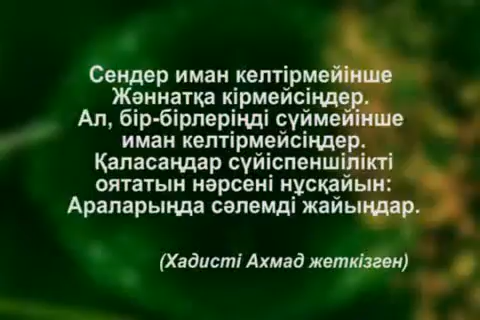 Сендер иман келтірмейінше
Жәннатқа кірмейсіңдер.
Ал, бір-бірлеріңді сүймейінше
иман келтірмейсіңдер.
Қаласаңдар сүйіспеншілікті
оятатын нәрсені нұсқайын:
Араларыңда сәлемді жайыңдар.
(Хадисті Ахмад жеткізген)